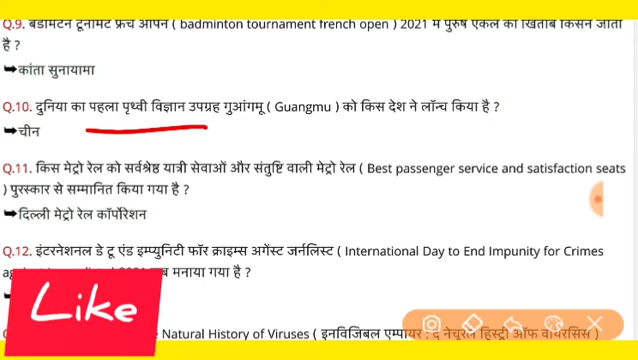 Q.9. बैडमिंटन टूर्नामेंट फ्रेंच ओपन ( badminton tournament french open ) 2021 में पुरुष एकल का खिताब किसने जीता
है ?
➡कांता सुनायामा
Q.10. दुनिया का पहला पृथ्वी विज्ञान उपग्रह गुआंगमू ( Guangmu ) को किस देश ने लॉन्च किया है ?
➡चीन
Q.11. किस मेट्रो रेल को सर्वश्रेष्ठ यात्री सेवाओं और संतुष्टि वाली मेट्रो रेल ( Best passenger service and satisfaction seats
) पुरस्कार से सम्मानित किया गया है ?
➡दिल्ली मेट्रो रेल कॉर्पोरेशन
Q.12. इंटरनेशनल डे टू एंड इम्प्युनिटी फॉर क्राइम्स अगेंस्ट जर्नलिस्ट ( International Day to End Impunity for Crimes
मनाया गया है ?
Like
Natural History of Viruses ( इनविजिबल एम्पायर : द नेचुरल हिस्ट्री ऑफ वायरसिस )